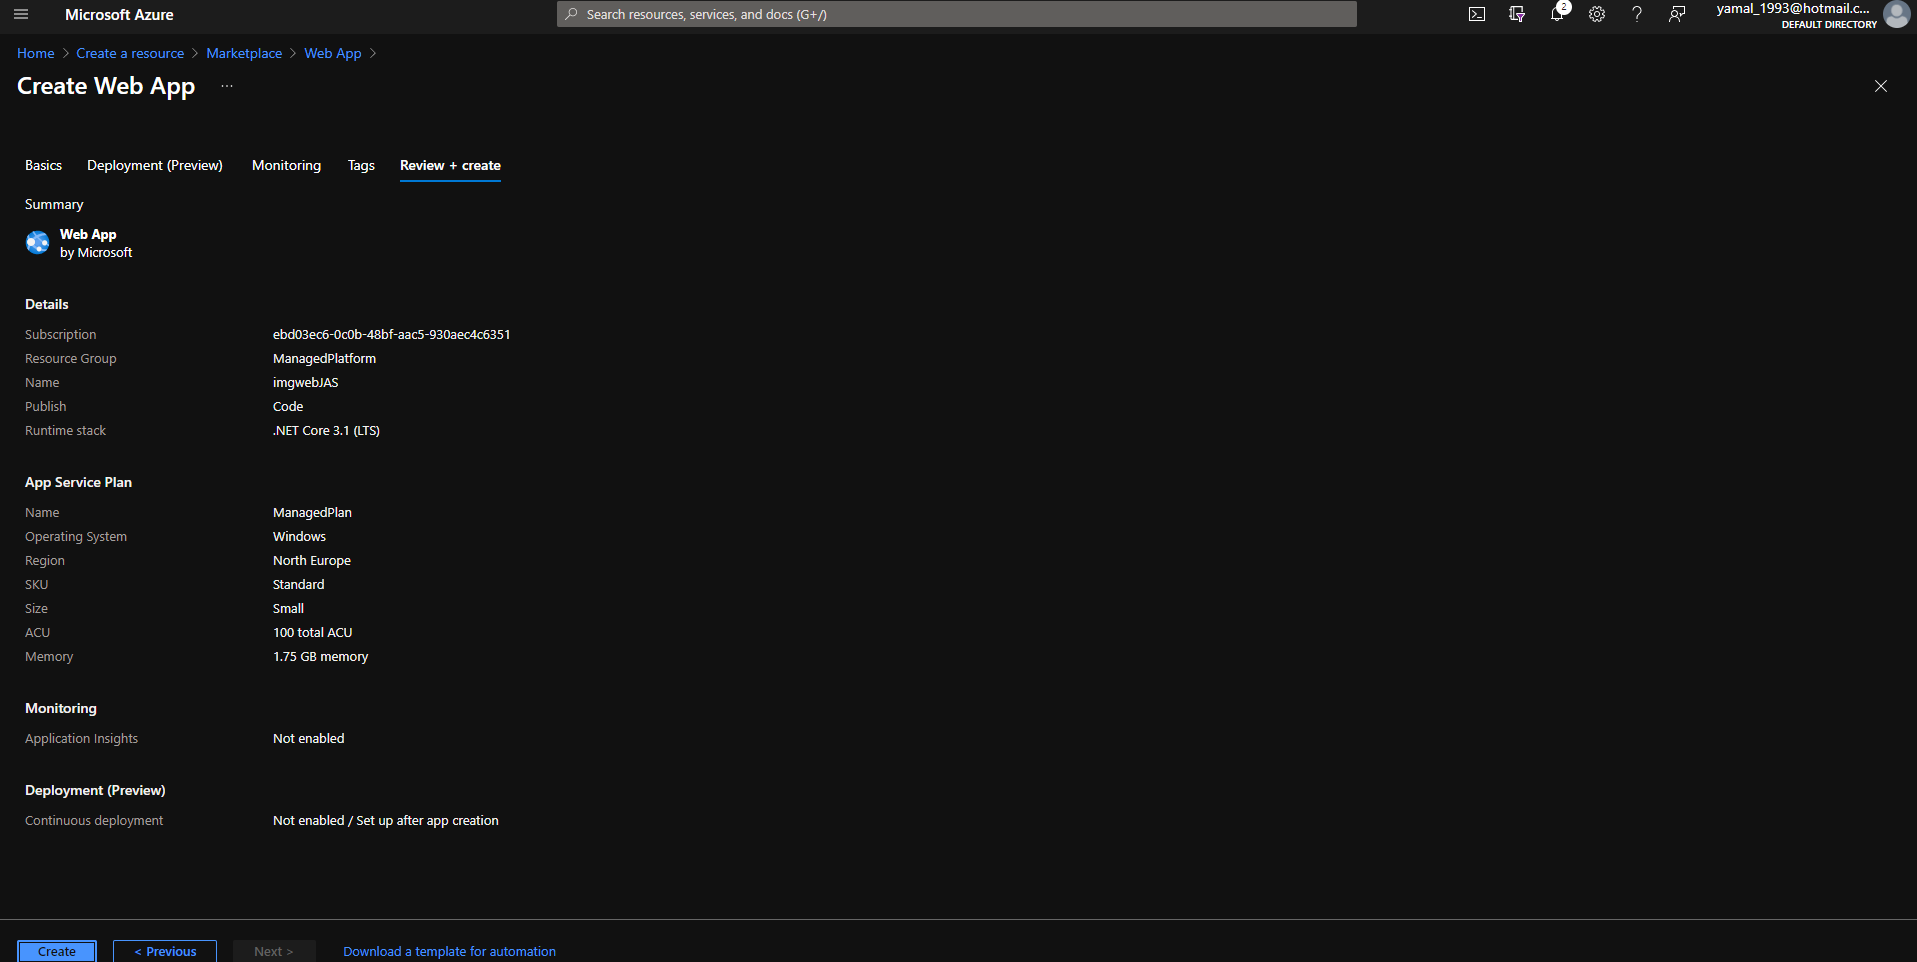 Microsoft Azure
Search resources, services, and docs (G+/)
2
yamal_1993@hotmail.c...
DEFAULT DIRECTORY
Home > Create a resource > Marketplace > Web App >
Create Web App ...
Basics Deployment (Preview) Monitoring Tags Review + create
Summary
Web App
by Microsoft
Details
Subscription ebd03ec6-0c0b-48bf-aac5-930aec4c6351
Resource Group ManagedPlatform
Name imgwebJAS
Publish Code
Runtime stack .NET Core 3.1 (LTS)
App Service Plan
Name ManagedPlan
Operating System Windows
Region North Europe
SKU Standard
Size Small
ACU 100 total ACU
Memory 1.75 GB memory
Monitoring
Application Insights Not enabled
Deployment (Preview)
Continuous deployment Not enabled / Set up after app creation
Create < Previous Next > Download a template for automation